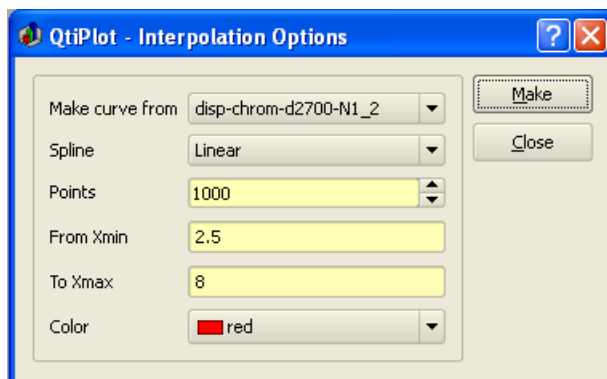 QtiPlot - Interpolation Options
Make curve from disp-chrom-d2700-N1_2
Make
Spline Linear
Close
Points 1000
From Xmin 2.5
To Xmax 8
Color red